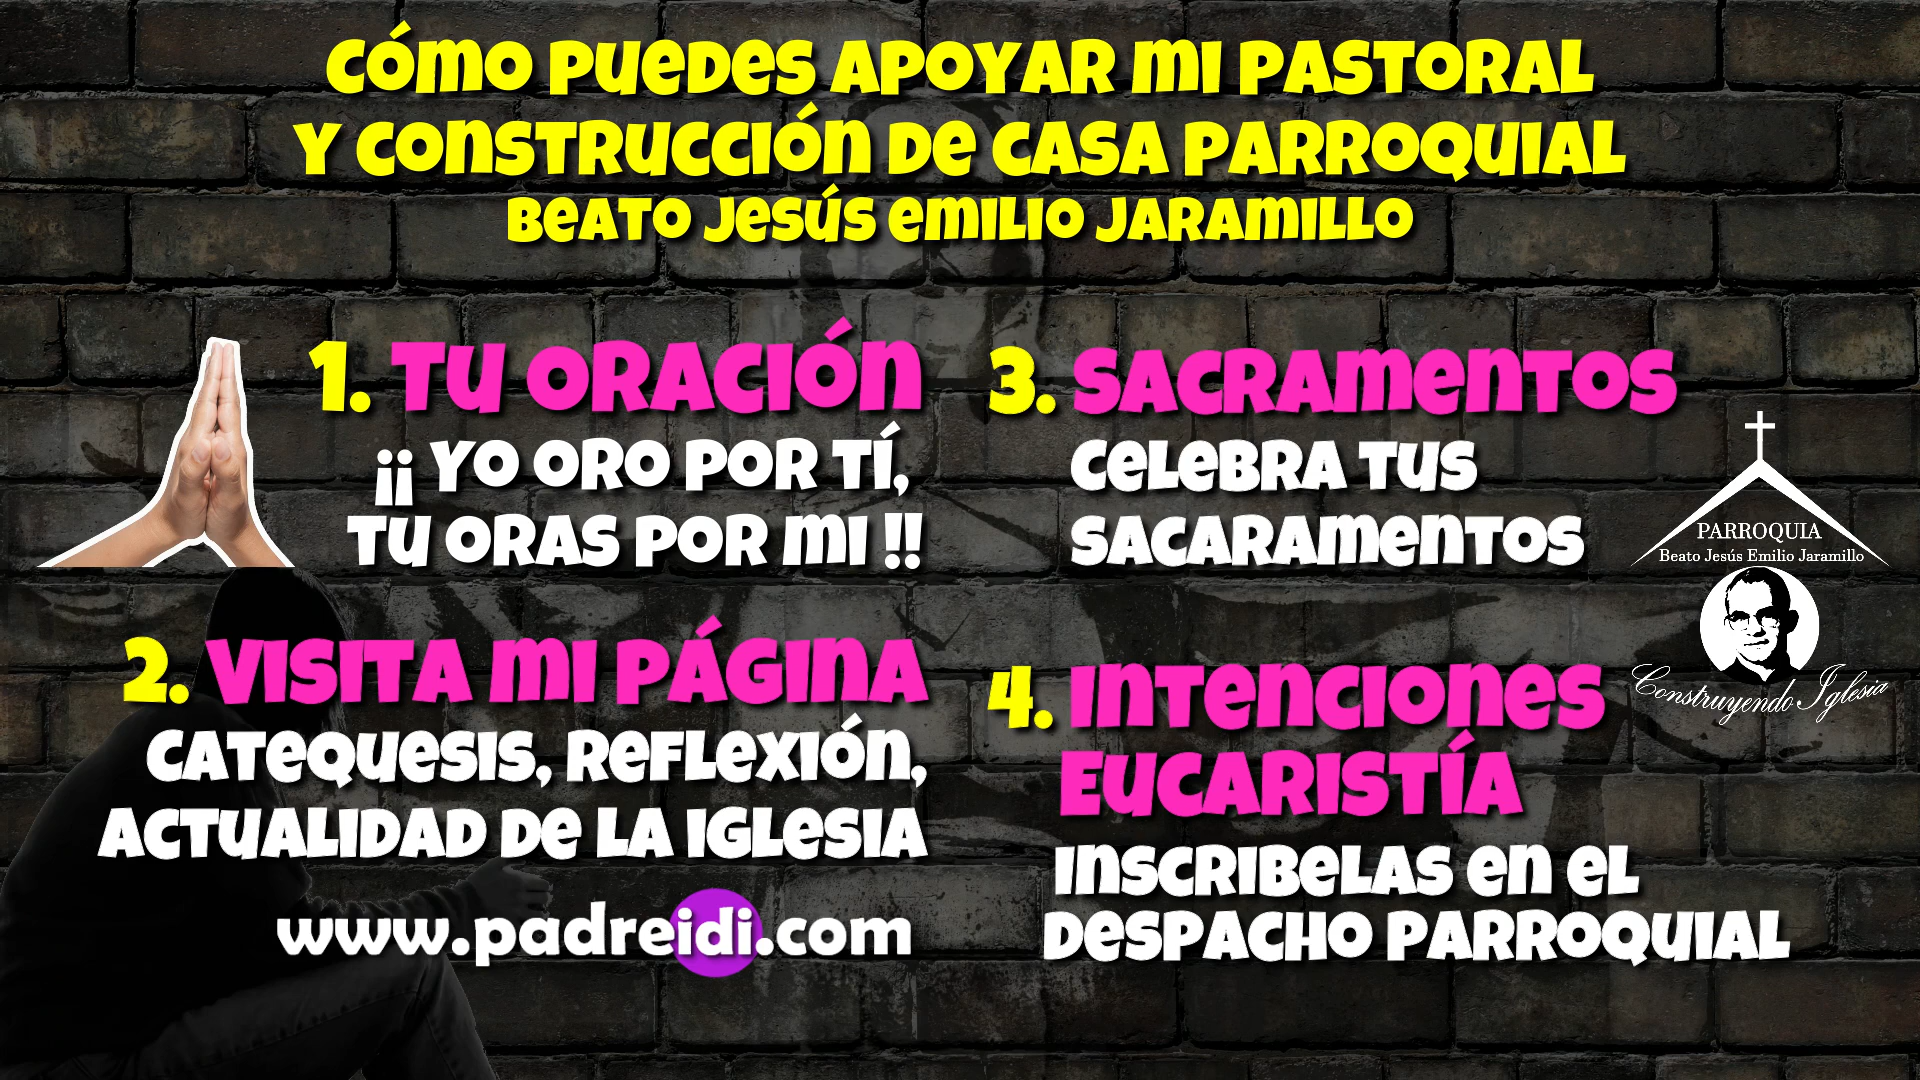 CÓMO PUEDES APOYAR MI PASTORAL
Y CONSTRUCCIÓN DE CASA PARROQUIAL
BEATO JESÚS EMILIO JARAMILLO
1. TU ORACIÓN
¡¡ YO ORO POR TÍ,
TU ORAS POR MI !!
2. VISITA MI PÁGINA
CATEQUESIS, REFLEXIÓN,
ACTUALIDAD DE LA IGLESIA
www.padreidi.com
3. SACRAMENTOS
CELEBRA TUS
SACARAMENTOS
4. INTENCIONES
EUCARISTÍA
INSCRIBELAS EN EL
DESPACHO PARROQUIAL
PARROQUIA
Beato Jesús Emilio Jaramillo
Construyendo Iglesia